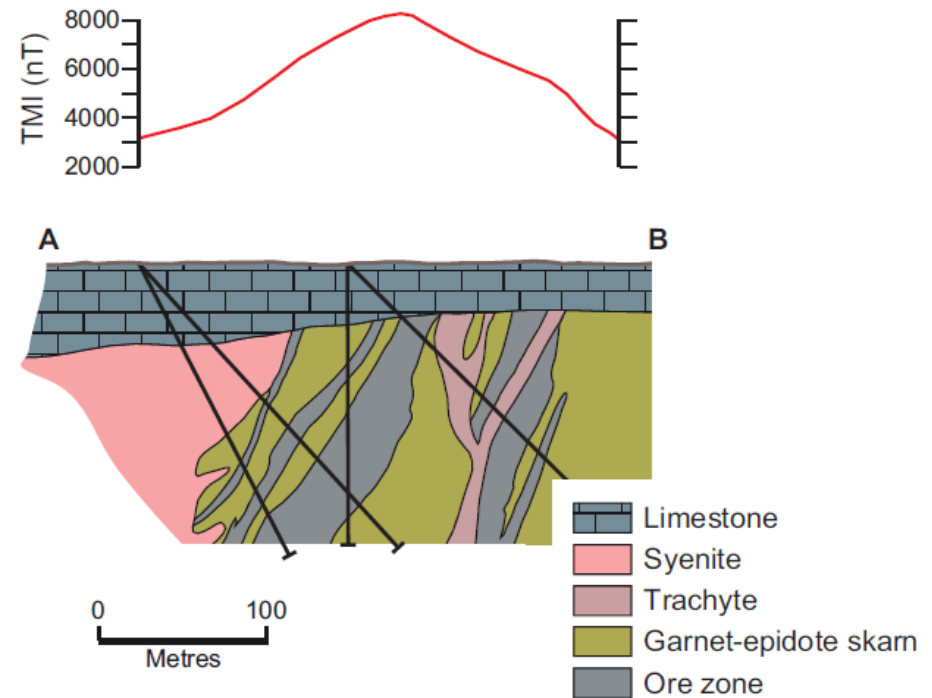 8000
6000
4000
2000
TMI (nT)
A
B
0 100
Metres
Limestone
Syenite
Trachyte
Garnet-epidote skarn
Ore zone